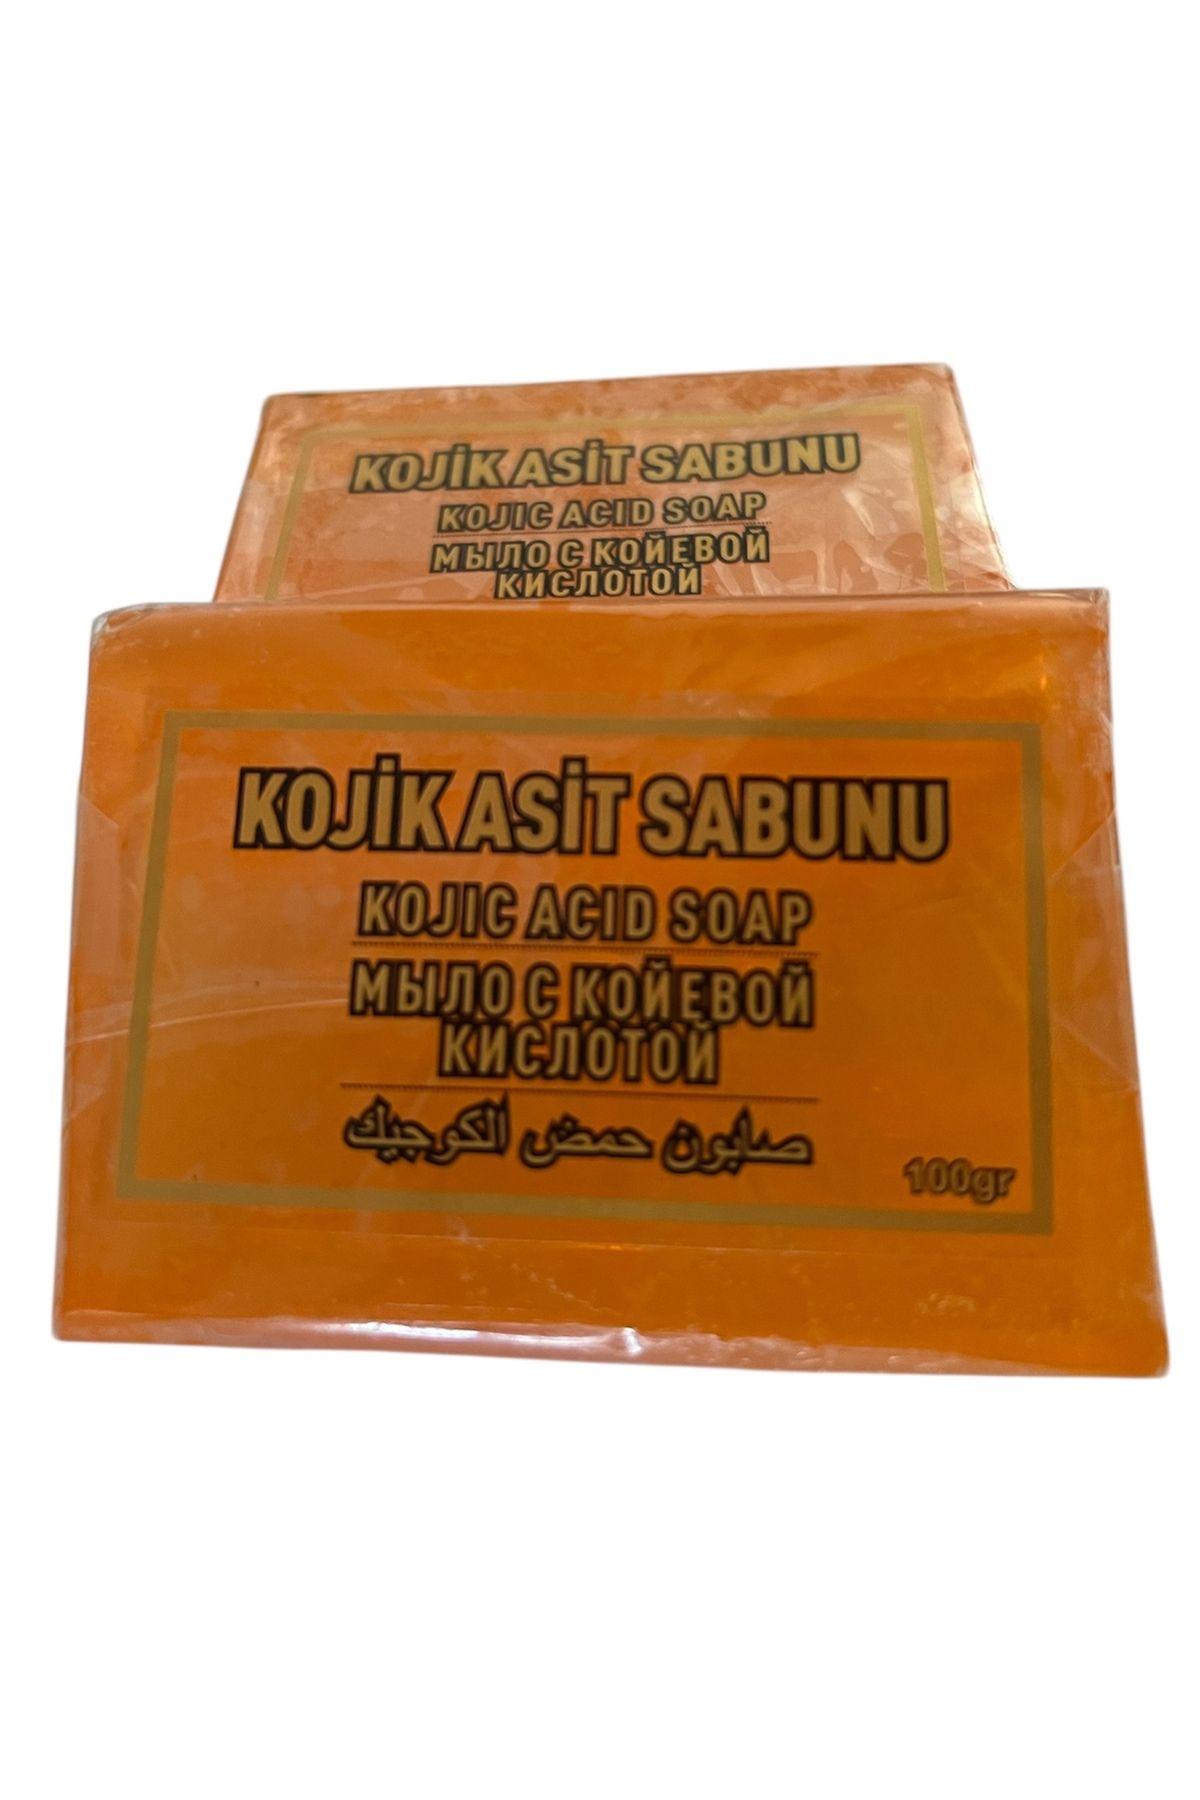 KOJİK ASİT SABUNU
KOJIC ACID SOAP
МЫЛО С КОЙЕВОЙ
КИСЛОТОЙ
KOJİK ASİT SABUNU
KOJIC ACID SOAP
МЫЛО С КОЙЕВОЙ
КИСЛОТОЙ
صابون حمض الكوجيك
100gr